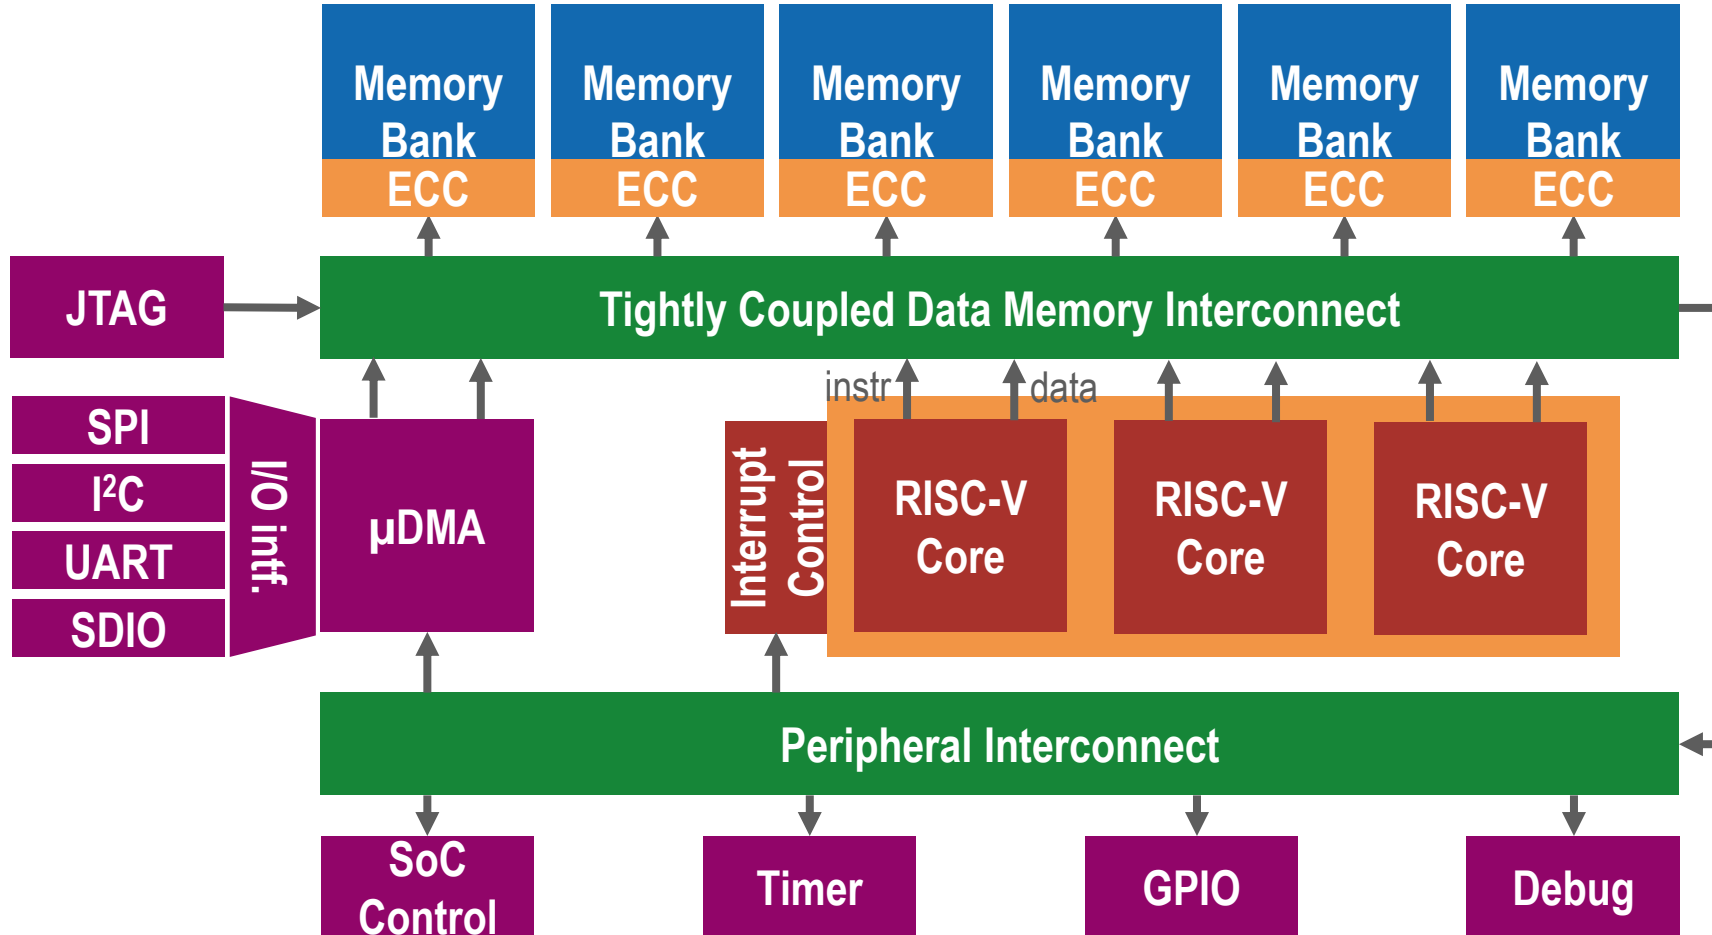 Memory
Bank
ECC
Memory
Bank
ECC
Memory
Bank
ECC
Memory
Bank
ECC
Memory
Bank
ECC
Memory
Bank
ECC
JTAG
Tightly Coupled Data Memory Interconnect
instr
data
SPI
I²C
UART
SDIO
I/O intf.
µDMA
Interrupt
Control
RISC-V
Core
RISC-V
Core
RISC-V
Core
Peripheral Interconnect
SoC
Control
Timer
GPIO
Debug